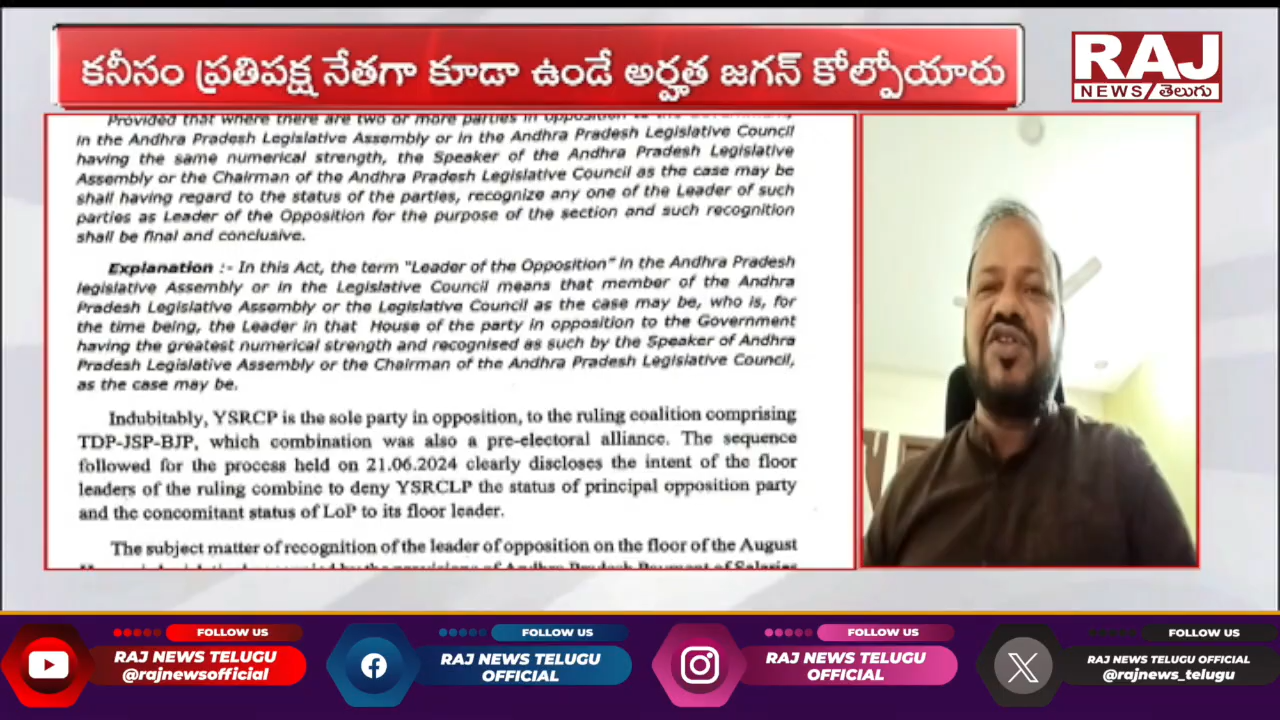 కనీసం ప్రతిపక్ష నేతగా కూడా ఉండే అర్హత జగన్ కోల్పోయారు
RAJ
NEWS/తెలుగు
Provided that where there are two or more parties in opposition to the Government,
in the Andhra Pradesh Legislative Assembly or in the Andhra Pradesh Legislative Council
having the same numerical strength, the Speaker of the Andhra Pradesh Legislative
Assembly or the Chairman of the Andhra Pradesh Legislative Council as the case may be
shall having regard to the status of the parties, recognize any one of the Leader of such
parties as Leader of the Opposition for the purpose of the section and such recognition
shall be final and conclusive.
Explanation :- In this Act, the term "Leader of the Opposition" in the Andhra Pradesh
legislative Assembly or in the Legislative Council means that member of the Andhra
Pradesh Legislative Assembly or the Legislative Council as the case may be, who is, for
the time being, the Leader in that House of the party in opposition to the Government
having the greatest numerical strength and recognised as such by the Speaker of Andhra
Pradesh Legislative Assembly or the Chairman of the Andhra Pradesh Legislative Council,
as the case may be.
Indubitably, YSRCP is the sole party in opposition, to the ruling coalition comprising
TDP-JSP-BJP, which combination was also a pre-electoral alliance. The sequence
followed for the process held on 21.06.2024 clearly discloses the intent of the floor
leaders of the ruling combine to deny YSRCLP the status of principal opposition party
and the concomitant status of LoP to its floor leader.
The subject matter of recognition of the leader of opposition on the floor of the August
FOLLOW US
RAJ NEWS TELUGU
@rajnewsofficial
FOLLOW US
RAJ NEWS TELUGU
OFFICIAL
FOLLOW US
RAJ NEWS TELUGU
OFFICIAL
FOLLOW US
RAJ NEWS TELUGU OFFICIAL
@rajnews_telugu